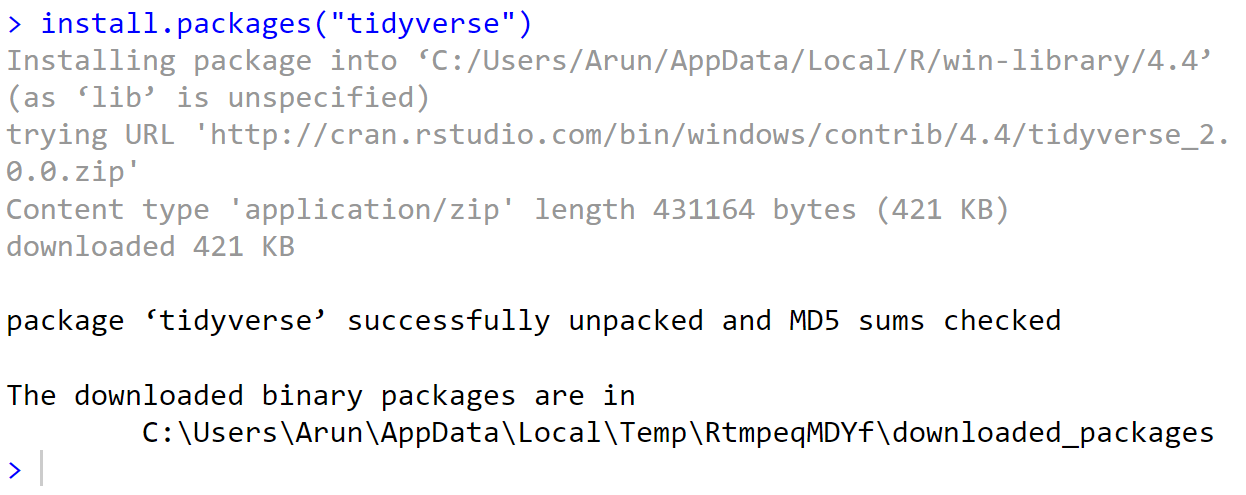 > install.packages("tidyverse")
Installing package into ‘C:/Users/Arun/AppData/Local/R/win-library/4.4’
(as ‘lib’ is unspecified)
trying URL 'http://cran.rstudio.com/bin/windows/contrib/4.4/tidyverse_2.
0.0.zip'
Content type 'application/zip' length 431164 bytes (421 KB)
downloaded 421 KB
package ‘tidyverse’ successfully unpacked and MD5 sums checked
The downloaded binary packages are in
C:\Users\Arun\AppData\Local\Temp\RtmpeqMDYf\downloaded_packages
>